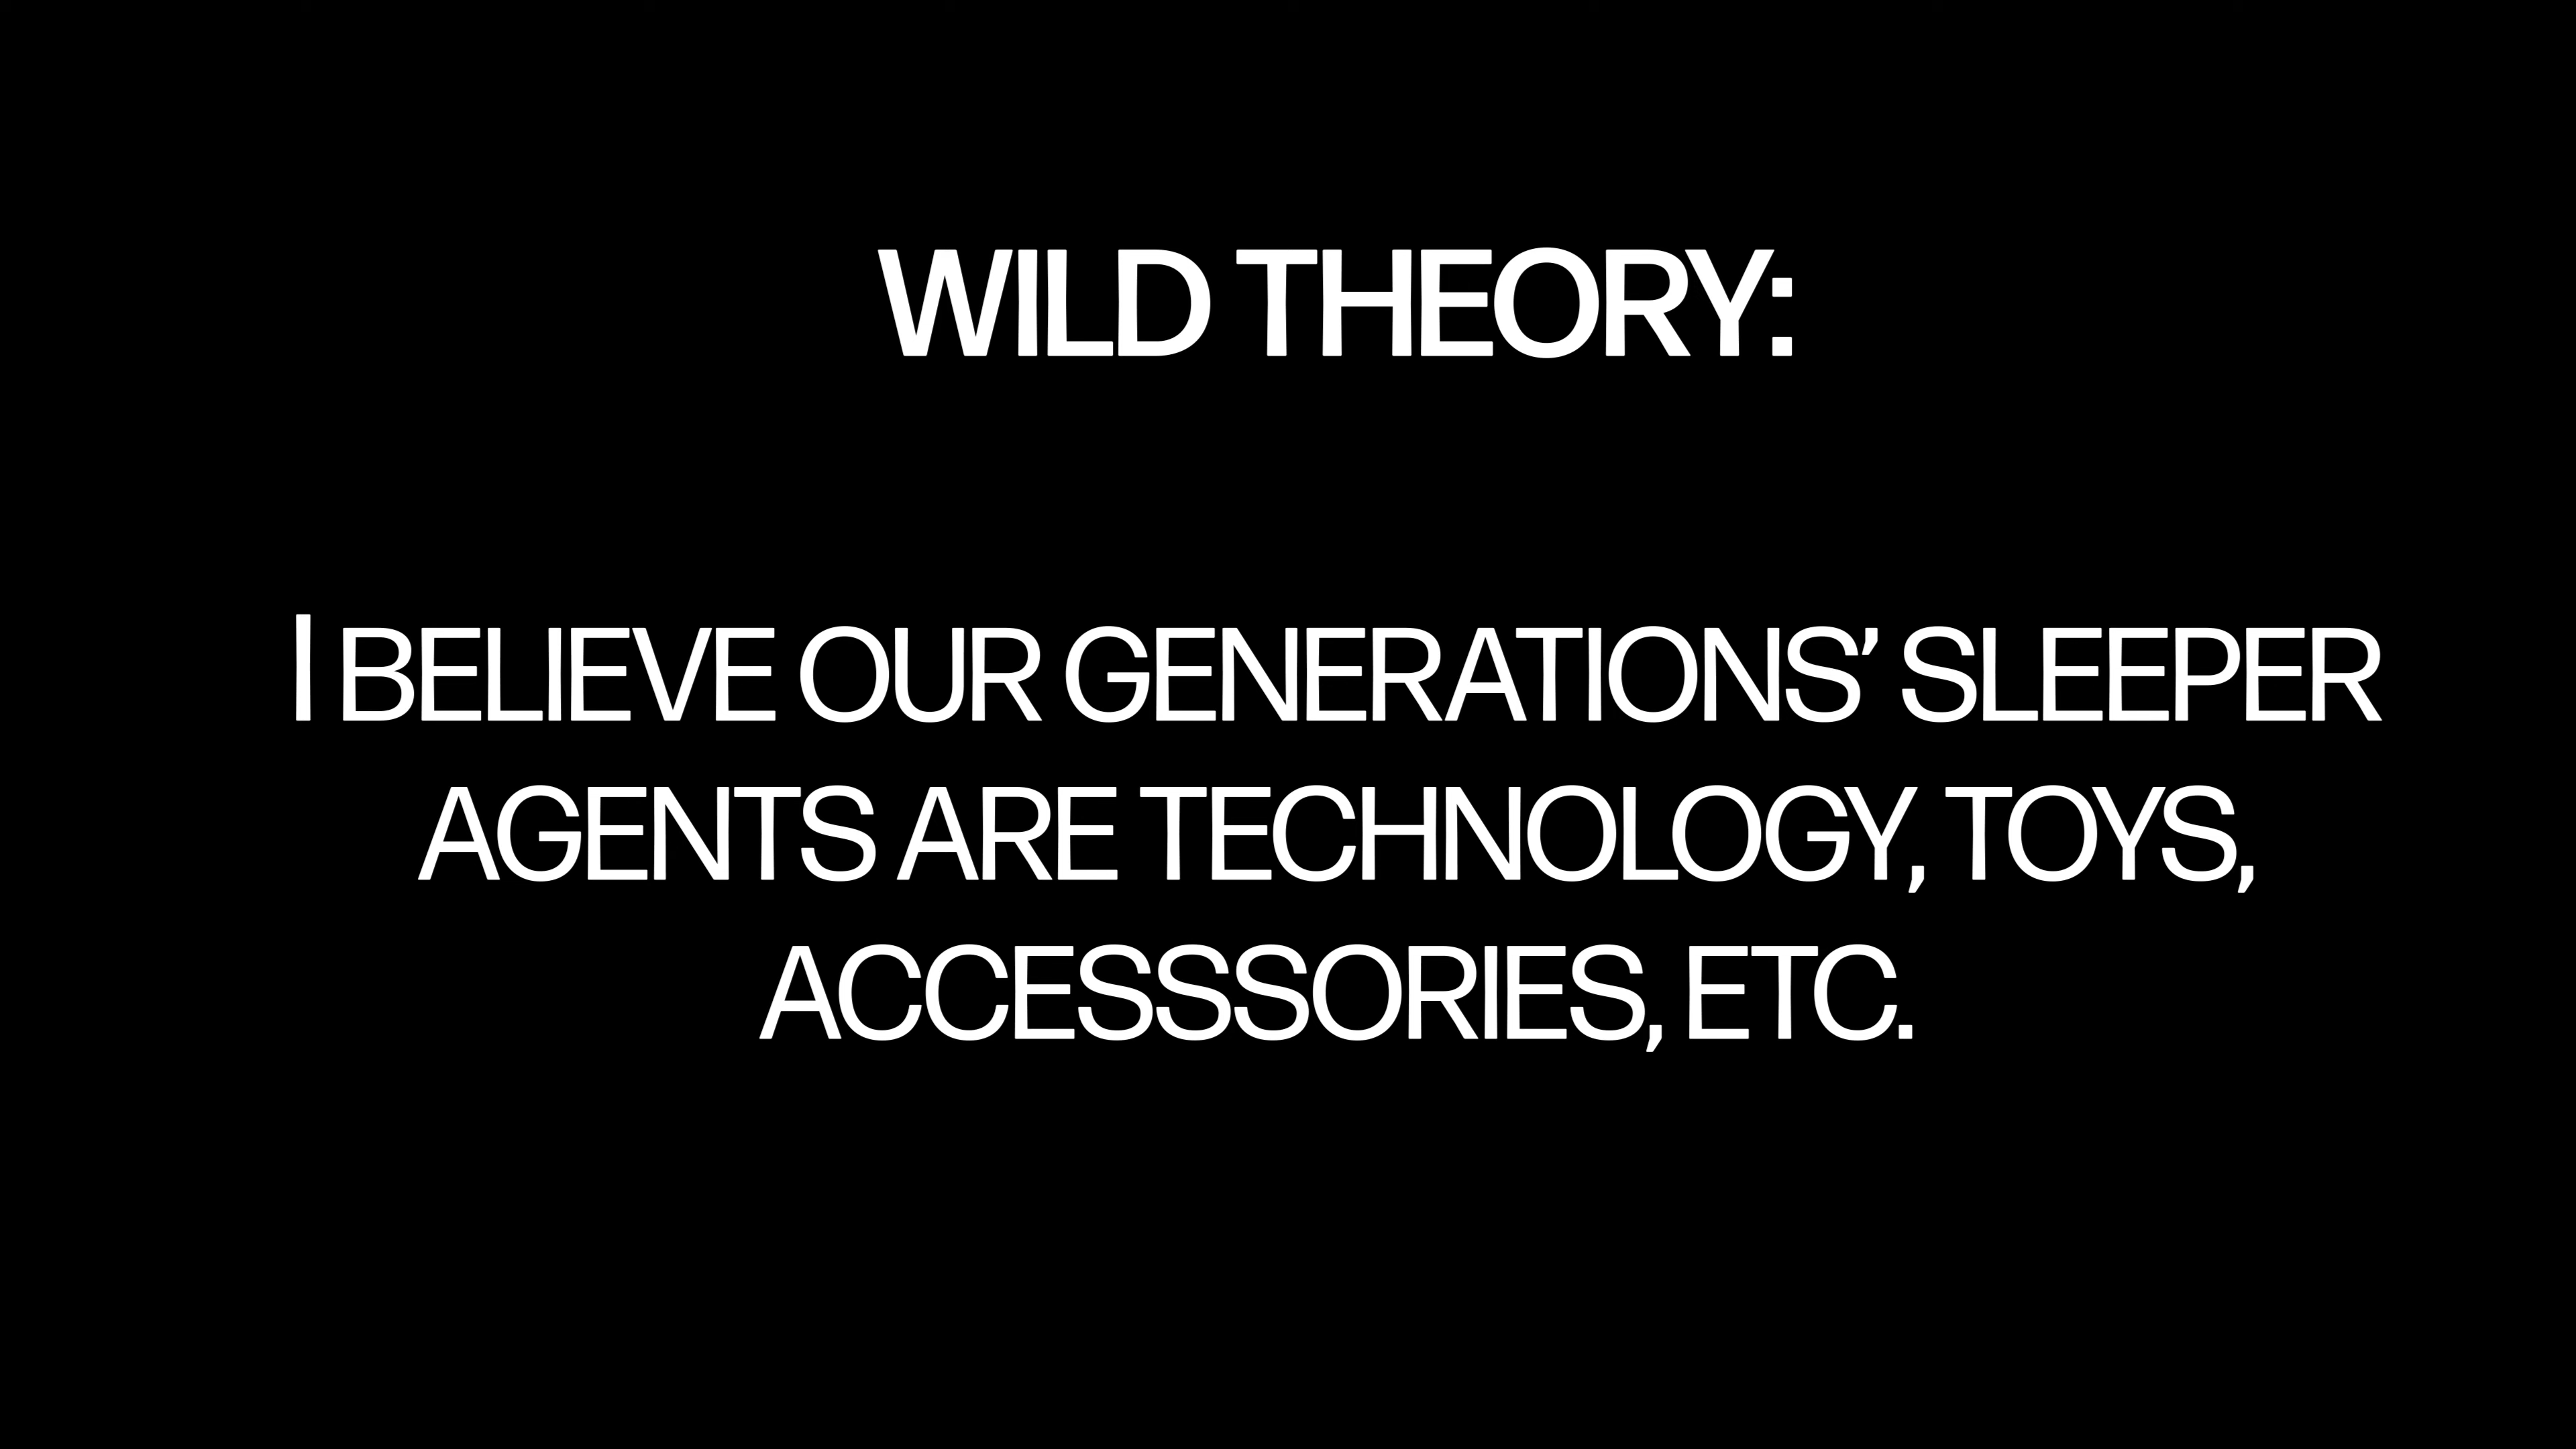 WILD THEORY:
I BELIEVE OUR GENERATIONS’ SLEEPER
AGENTS ARE TECHNOLOGY, TOYS,
ACCESSSORIES, ETC.